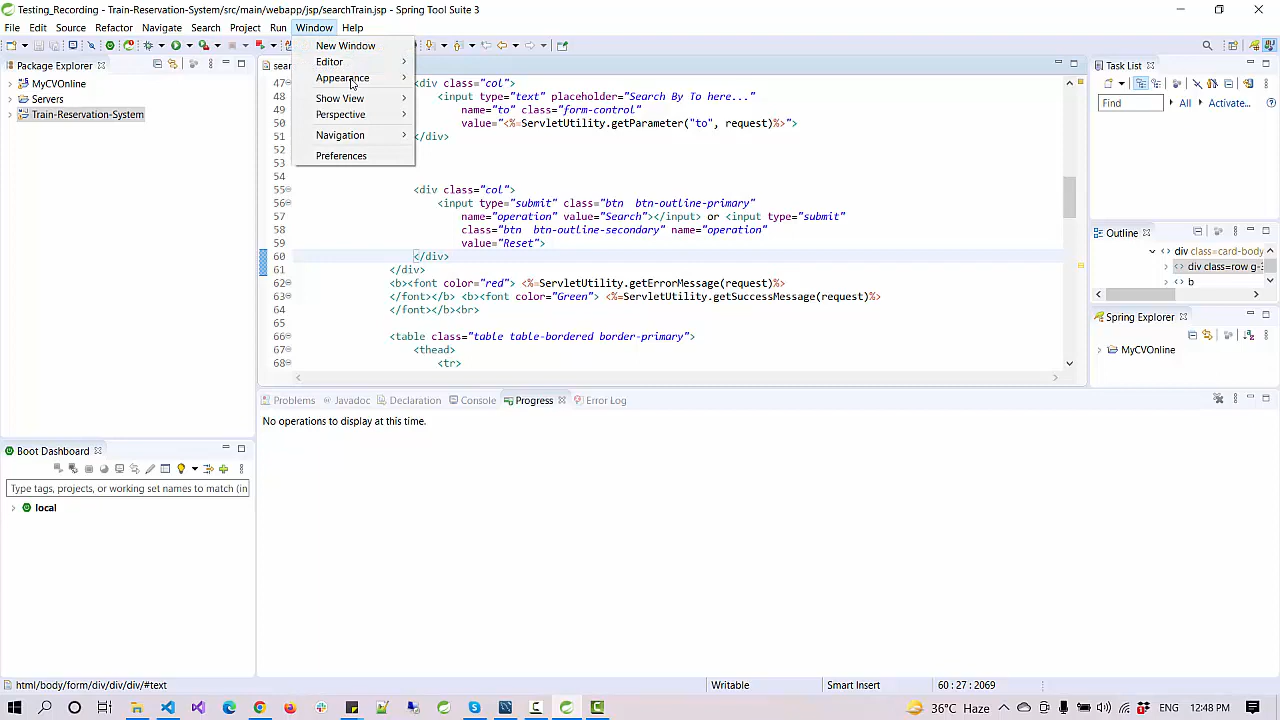 Testing_Recording - Train-Reservation-System/src/main/webapp/jsp/searchTrain.jsp - Spring Tool Suite 3
File Edit Source Refactor Navigate Search Project Run Window Help
New Window
Editor
Appearance
Show View
Perspective
Navigation
Preferences
Package Explorer
MyCVOnline
Servers
Train-Reservation-System
sear
47 <div class="col">
48 <input type="text" placeholder="Search By To here..."
49 name="to" class="form-control"
50 value="<%=ServletUtility.getParameter("to", request)%>">
51 </div>
52
53
54
55 <div class="col">
56 <input type="submit" class="btn btn-outline-primary"
57 name="operation" value="Search"></input> or <input type="submit"
58 class="btn btn-outline-secondary" name="operation"
59 value="Reset">
60 </div>
61 </div>
62 <b><font color="red"> <%=ServletUtility.getErrorMessage(request)%>
63 </font></b> <b><font color="Green"> <%=ServletUtility.getSuccessMessage(request)%>
64 </font></b><br>
65
66 <table class="table table-bordered border-primary">
67 <thead>
68 <tr>
Task List
Find All Activate...
Outline
div class=card-body
div class=row g-3
b
Spring Explorer
MyCVOnline
Problems Javadoc Declaration Console Progress Error Log
No operations to display at this time.
Boot Dashboard
Type tags, projects, or working set names to match (in
local
html/body/form/div/div/div/#text
Writable
Smart Insert
60 : 27 : 2069
36°C Haze
ENG
12:48 PM